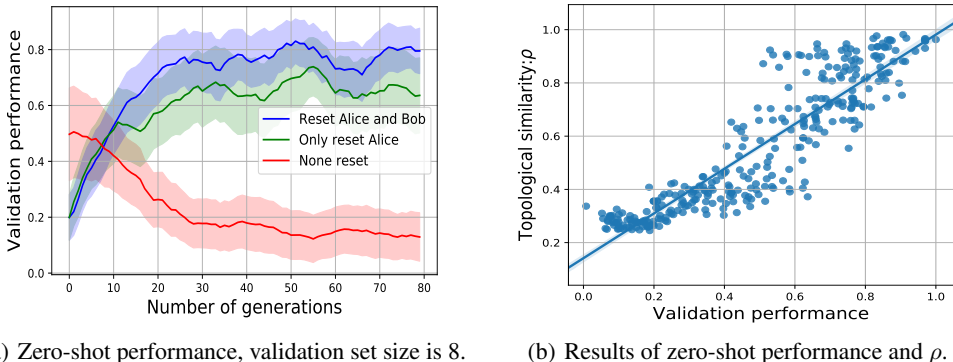 0.8
0.6
0.4
0.2
0.0
Validation performance
Reset Alice and Bob
Only reset Alice
None reset
0 10 20 30 40 50 60 70 80
Number of generations
1.0
0.8
0.6
0.4
0.2
Topological similarity:ρ
0.0 0.2 0.4 0.6 0.8 1.0
Validation performance
) Zero-shot performance, validation set size is 8.
(b) Results of zero-shot performance and ρ.